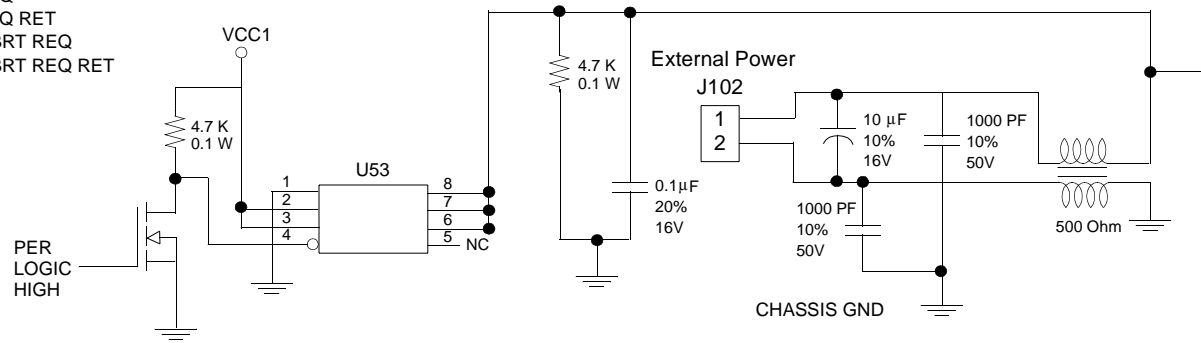 Q RET
BRT REQ
BRT REQ RET
VCC1
4.7 K
0.1 W
U53
1
2
3
4
8
7
6
5
NC
PER
LOGIC
HIGH
4.7 K
0.1 W
0.1µF
20%
16V
External Power
J102
1
2
10 µF
10%
16V
1000 PF
10%
50V
1000 PF
10%
50V
500 Ohm
CHASSIS GND